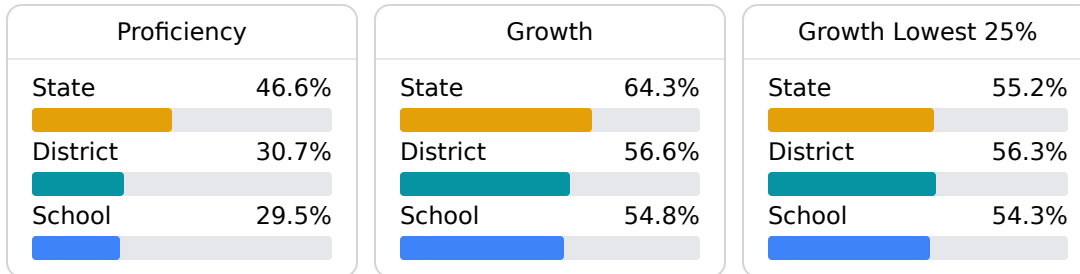 Proficiency
State 46.6%
District 30.7%
School 29.5%
Growth
State 64.3%
District 56.6%
School 54.8%
Growth Lowest 25%
State 55.2%
District 56.3%
School 54.3%